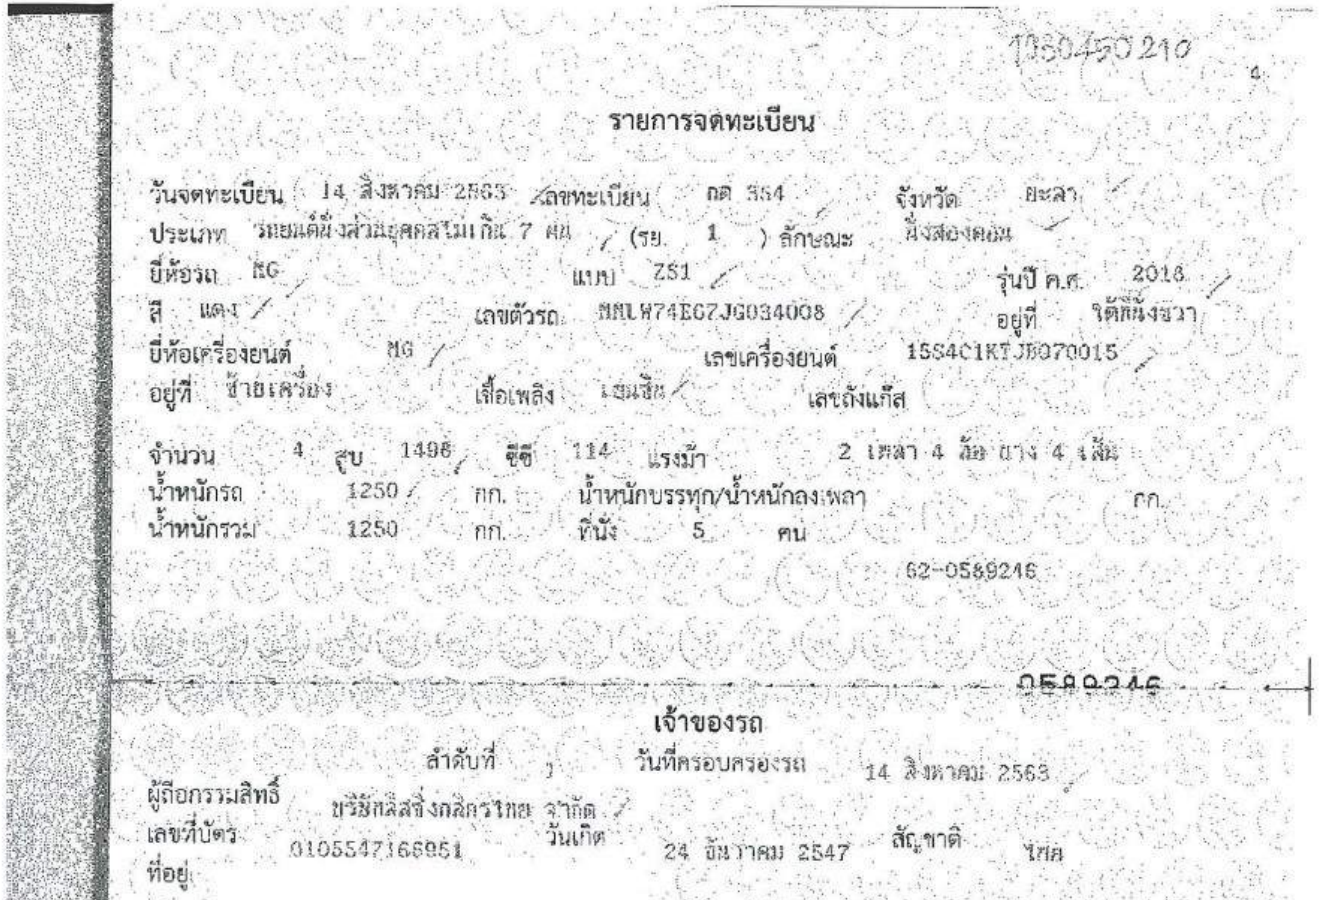 4
รายการจดทะเบียน
วันจดทะเบียน 14 สิงหาคม 2563 เลขทะเบียน กต 354 จังหวัด ยะลา
ประเภท รถยนต์นั่งส่วนบุคคลไม่เกิน 7 คน (รย. 1 ) ลักษณะ นั่งสองตอน
ยี่ห้อรถ MG แบบ ZS1 รุ่นปี ค.ศ. 2018
สี แดง เลขตัวรถ อยู่ที่ ใต้ที่นั่งขวา
ยี่ห้อเครื่องยนต์ MG เลขเครื่องยนต์
อยู่ที่ ซ้ายเครื่อง เชื้อเพลิง เบนซิน เลขถังแก๊ส
จำนวน 4 สูบ 1498 ซีซี 114 แรงม้า 2 เพลา 4 ล้อ ยาง 4 เส้น
น้ำหนักรถ 1250 กก. น้ำหนักบรรทุก/น้ำหนักลงเพลา กก.
น้ำหนักรวม 1250 กก. ที่นั่ง 5 คน
62-0589246
0589246
เจ้าของรถ
ลำดับที่ วันที่ครอบครองรถ 14 สิงหาคม 2563
ผู้ถือกรรมสิทธิ์ บริษัทลิสซิ่งกสิกรไทย จำกัด
เลขที่บัตร วันเกิด 24 ธันวาคม 2547 สัญชาติ ไทย
ที่อยู่